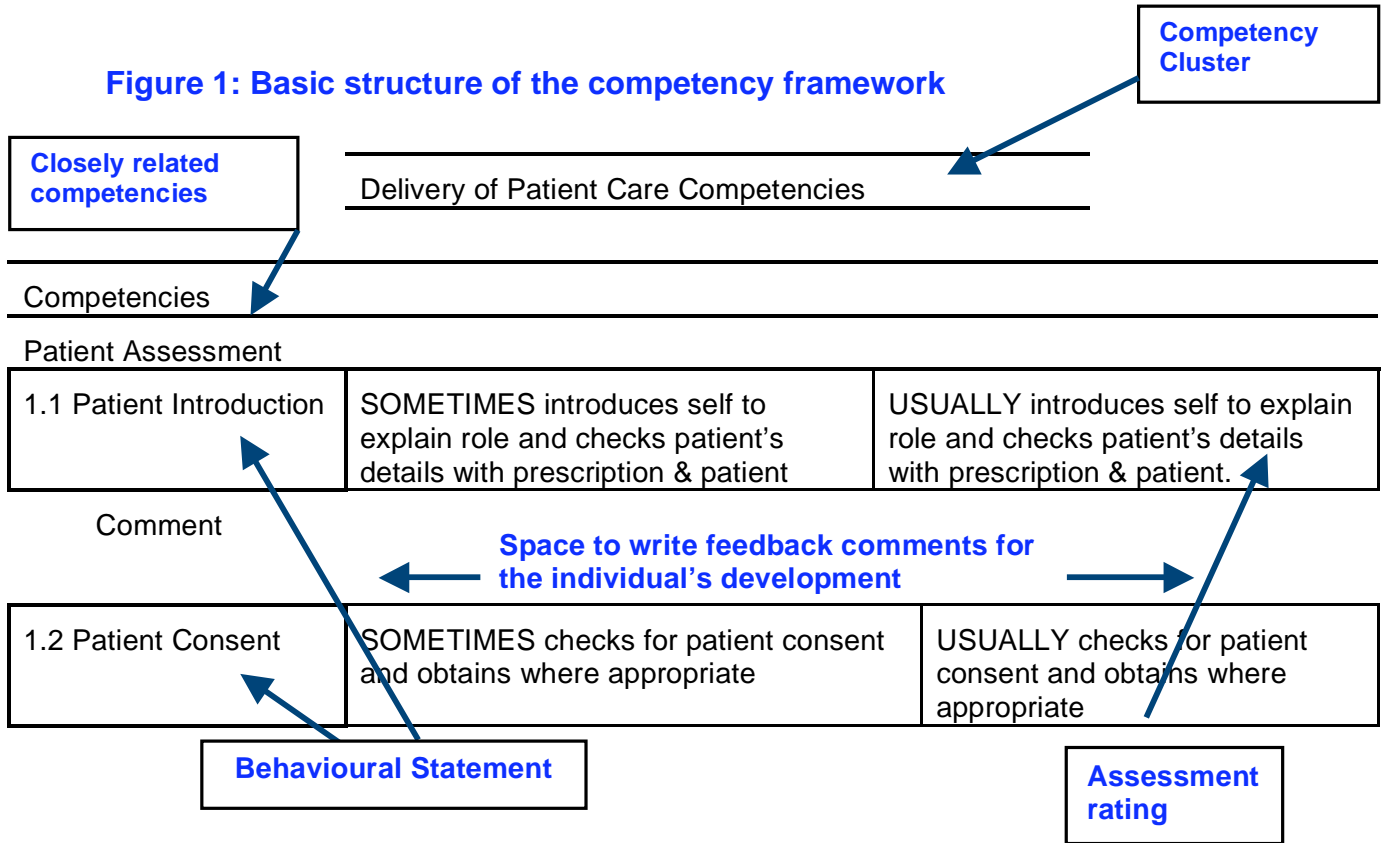 Competency
Cluster
Figure 1: Basic structure of the competency framework
Closely related
competencies
Delivery of Patient Care Competencies
Competencies
Patient Assessment
1.1 Patient Introduction
SOMETIMES introduces self to
explain role and checks patient's
details with prescription & patient
USUALLY introduces self to explain
role and checks patient's details
with prescription & patient.
Comment
Space to write feedback comments for
the individual's development
1.2 Patient Consent
SOMETIMES checks for patient consent
and obtains where appropriate
USUALLY checks for patient
consent and obtains where
appropriate
Behavioural Statement
Assessment
rating